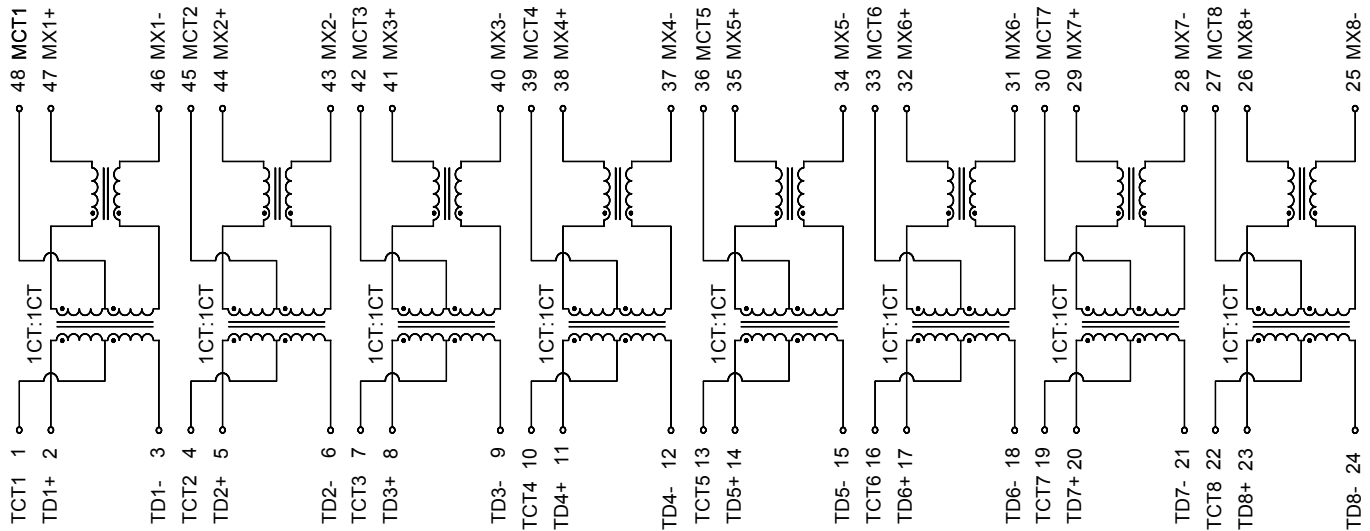 48 MCT1
47 MX1+
46 MX1-
45 MCT2
44 MX2+
43 MX2-
42 MCT3
41 MX3+
40 MX3-
39 MCT4
38 MX4+
37 MX4-
36 MCT5
35 MX5+
34 MX5-
33 MCT6
32 MX6+
31 MX6-
30 MCT7
29 MX7+
28 MX7-
27 MCT8
26 MX8+
25 MX8-
1CT:1CT
1CT:1CT
1CT:1CT
1CT:1CT
1CT:1CT
1CT:1CT
1CT:1CT
1CT:1CT
TCT1 1
TD1+ 2
TD1- 3
TCT2 4
TD2+ 5
TD2- 6
TCT3 7
TD3+ 8
TD3- 9
TCT4 10
TD4+ 11
TD4- 12
TCT5 13
TD5+ 14
TD5- 15
TCT6 16
TD6+ 17
TD6- 18
TCT7 19
TD7+ 20
TD7- 21
TCT8 22
TD8+ 23
TD8- 24